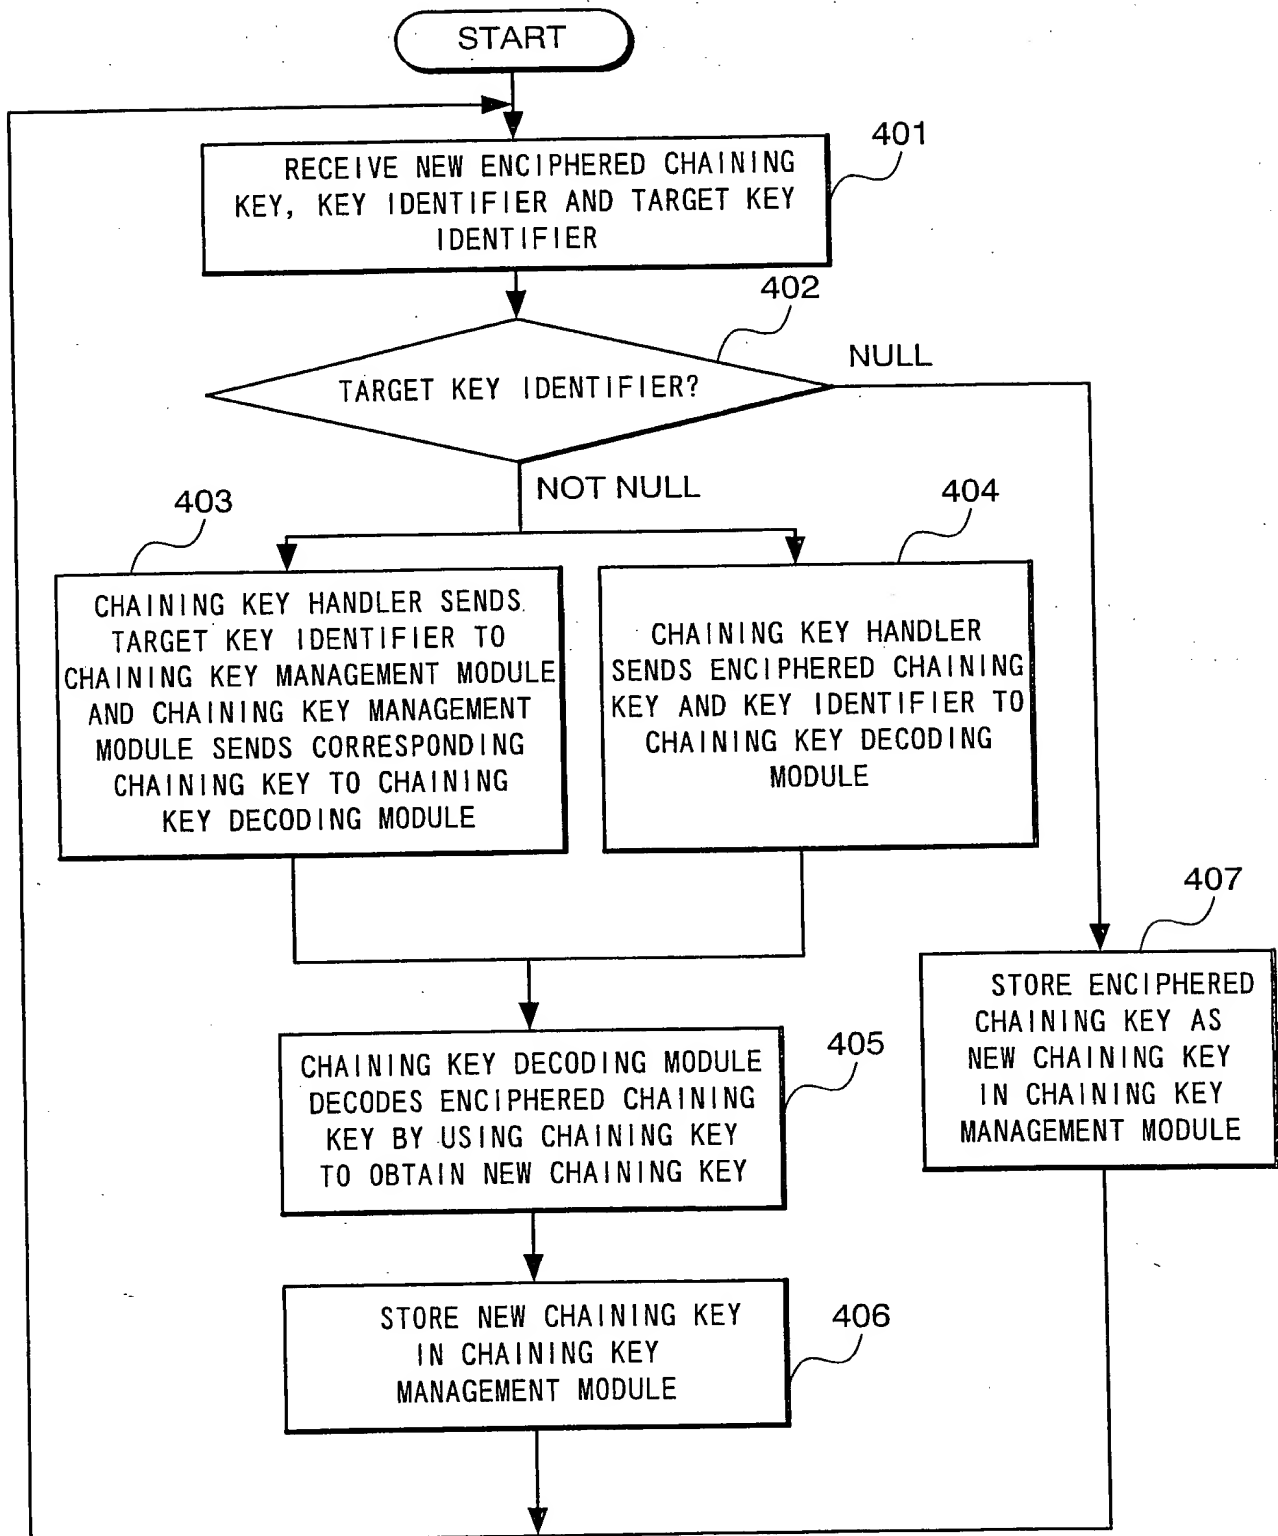 START
401
RECEIVE NEW ENCIPHERED CHAINING
KEY, KEY IDENTIFIER AND TARGET KEY
IDENTIFIER
402
NULL
TARGET KEY IDENTIFIER?
NOT NULL
403
404
CHAINING KEY HANDLER SENDS
TARGET KEY IDENTIFIER TO
CHAINING KEY MANAGEMENT MODULE
AND CHAINING KEY MANAGEMENT
MODULE SENDS CORRESPONDING
CHAINING KEY TO CHAINING
KEY DECODING MODULE
CHAINING KEY HANDLER
SENDS ENCIPHERED CHAINING
KEY AND KEY IDENTIFIER TO
CHAINING KEY DECODING
MODULE
407
STORE ENCIPHERED
CHAINING KEY AS
NEW CHAINING KEY
IN CHAINING KEY
MANAGEMENT MODULE
405
CHAINING KEY DECODING MODULE
DECODES ENCIPHERED CHAINING
KEY BY USING CHAINING KEY
TO OBTAIN NEW CHAINING KEY
406
STORE NEW CHAINING KEY
IN CHAINING KEY
MANAGEMENT MODULE